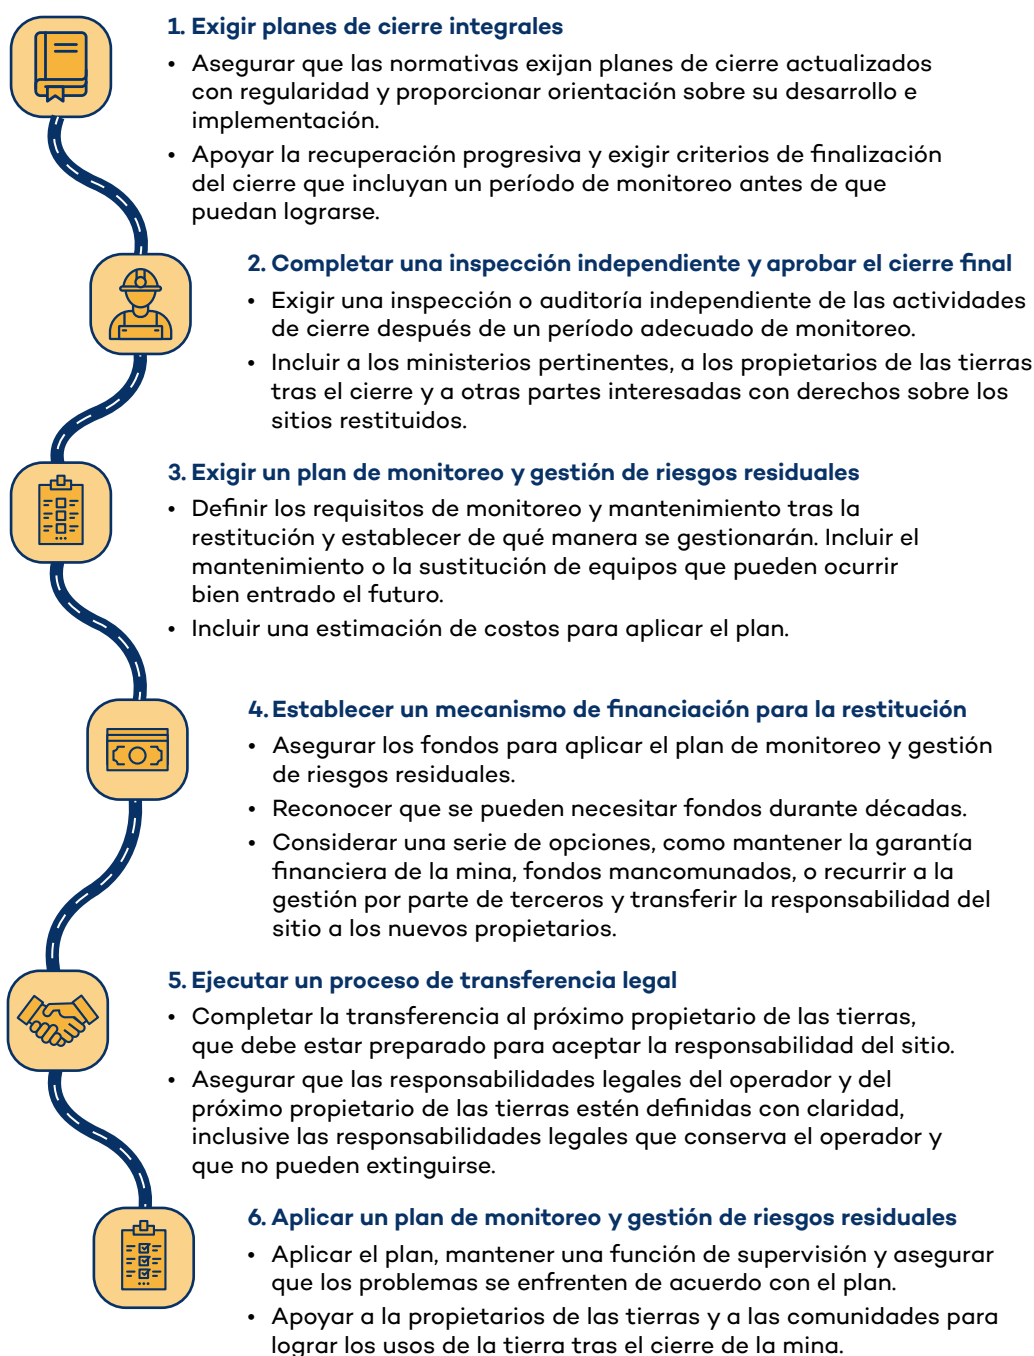 1. Exigir planes de cierre integrales
• Asegurar que las normativas exijan planes de cierre actualizados
con regularidad y proporcionar orientación sobre su desarrollo e
implementación.
• Apoyar la recuperación progresiva y exigir criterios de finalización
del cierre que incluyan un período de monitoreo antes de que
puedan lograrse.
2. Completar una inspección independiente y aprobar el cierre final
• Exigir una inspección o auditoría independiente de las actividades
de cierre después de un período adecuado de monitoreo.
• Incluir a los ministerios pertinentes, a los propietarios de las tierras
tras el cierre y a otras partes interesadas con derechos sobre los
sitios restituidos.
3. Exigir un plan de monitoreo y gestión de riesgos residuales
• Definir los requisitos de monitoreo y mantenimiento tras la
restitución y establecer de qué manera se gestionarán. Incluir el
mantenimiento o la sustitución de equipos que pueden ocurrir
bien entrado el futuro.
• Incluir una estimación de costos para aplicar el plan.
4. Establecer un mecanismo de financiación para la restitución
• Asegurar los fondos para aplicar el plan de monitoreo y gestión
de riesgos residuales.
• Reconocer que se pueden necesitar fondos durante décadas.
• Considerar una serie de opciones, como mantener la garantía
financiera de la mina, fondos mancomunados, o recurrir a la
gestión por parte de terceros y transferir la responsabilidad del
sitio a los nuevos propietarios.
5. Ejecutar un proceso de transferencia legal
• Completar la transferencia al próximo propietario de las tierras,
que debe estar preparado para aceptar la responsabilidad del sitio.
• Asegurar que las responsabilidades legales del operador y del
próximo propietario de las tierras estén definidas con claridad,
inclusive las responsabilidades legales que conserva el operador y
que no pueden extinguirse.
6. Aplicar un plan de monitoreo y gestión de riesgos residuales
• Aplicar el plan, mantener una función de supervisión y asegurar
que los problemas se enfrenten de acuerdo con el plan.
• Apoyar a la propietarios de las tierras y a las comunidades para
lograr los usos de la tierra tras el cierre de la mina.